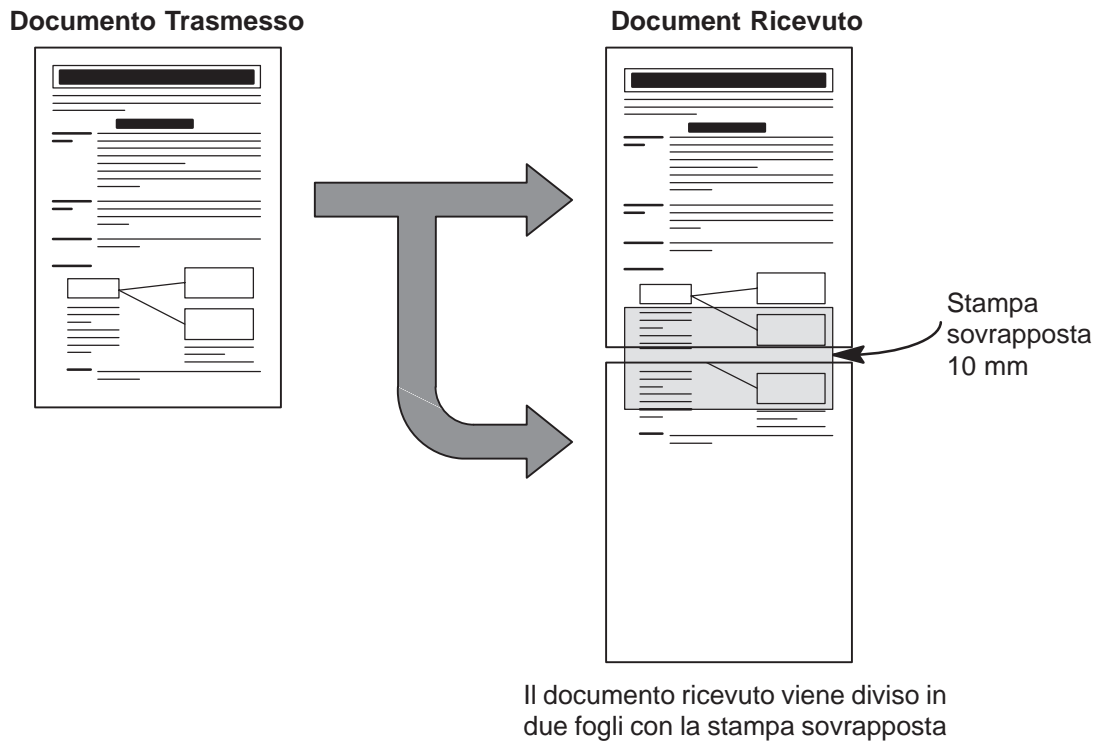 Documento Trasmesso
Document Ricevuto
Stampa
sovrapposta
10 mm
Il documento ricevuto viene diviso in
due fogli con la stampa sovrapposta